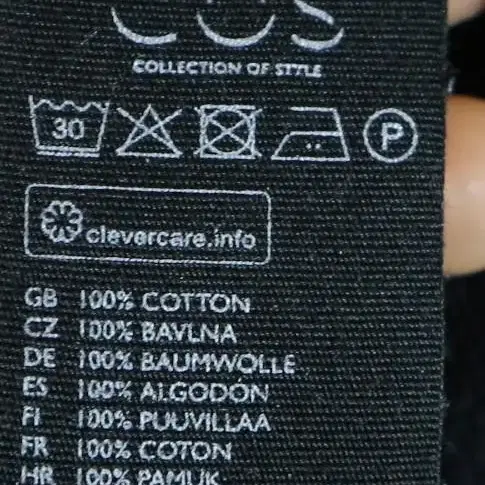 COS
COLLECTION OF STYLE
30 P
clevercare.info
GB 100% COTTON
CZ 100% BAVLNA
DE 100% BAUMWOLLE
ES 100% ALGODÓN
FI 100% PUUVILLAA
FR 100% COTON
HR 100% PAMUK